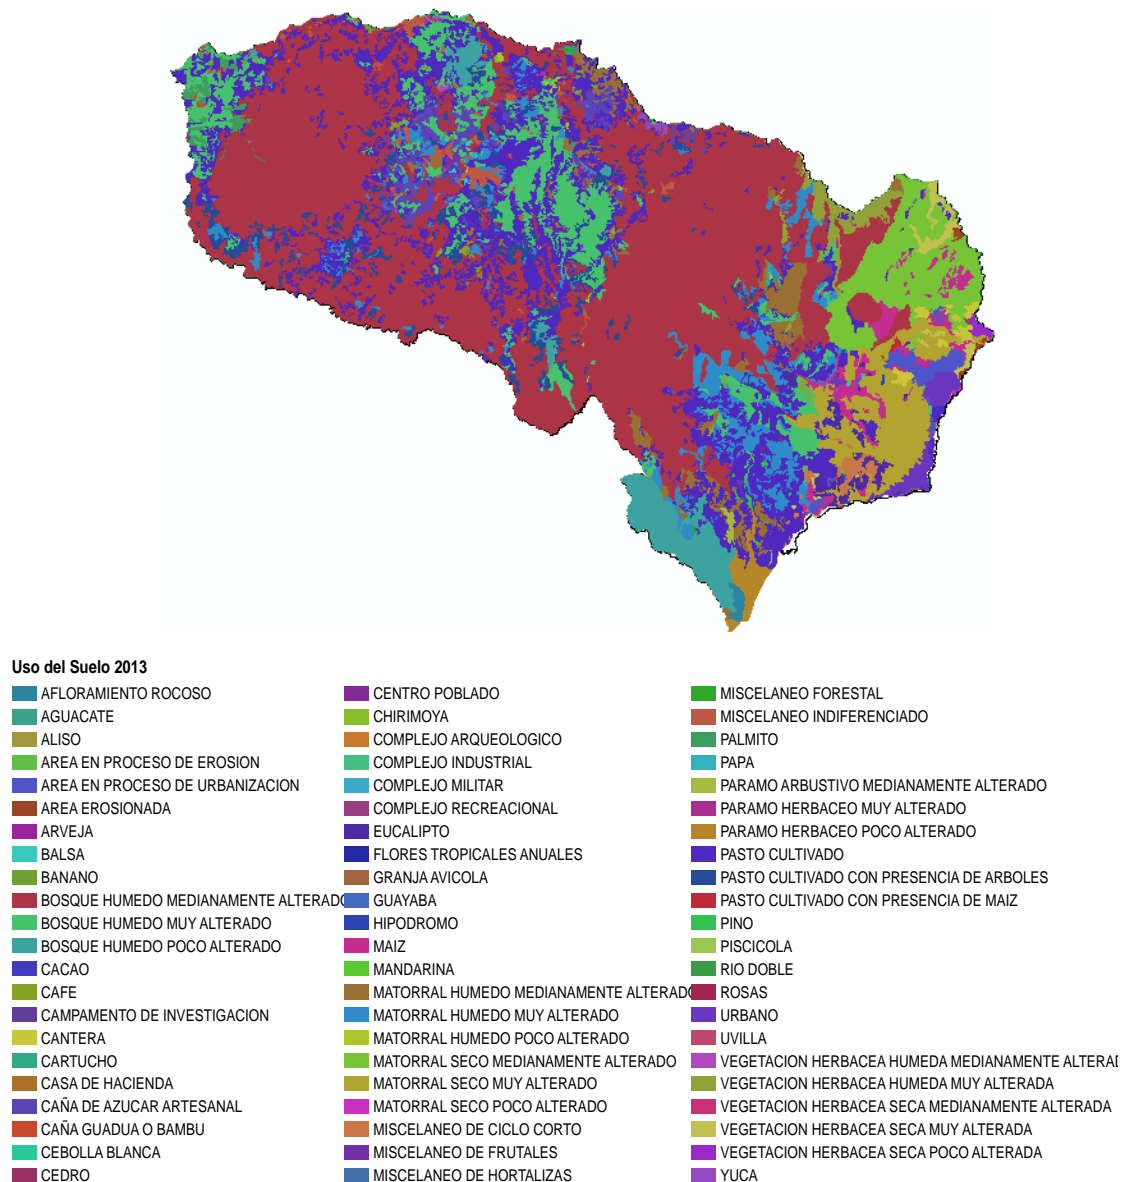 Uso del Suelo 2013
AFLORAMIENTO ROCOSO
AGUACATE
ALISO
AREA EN PROCESO DE EROSION
AREA EN PROCESO DE URBANIZACION
AREA EROSIONADA
ARVEJA
BALSA
BANANO
BOSQUE HUMEDO MEDIANAMENTE ALTERADO
BOSQUE HUMEDO MUY ALTERADO
BOSQUE HUMEDO POCO ALTERADO
CACAO
CAFE
CAMPAMENTO DE INVESTIGACION
CANTERA
CARTUCHO
CASA DE HACIENDA
CAÑA DE AZUCAR ARTESANAL
CAÑA GUADUA O BAMBU
CEBOLLA BLANCA
CEDRO
CENTRO POBLADO
CHIRIMOYA
COMPLEJO ARQUEOLOGICO
COMPLEJO INDUSTRIAL
COMPLEJO MILITAR
COMPLEJO RECREACIONAL
EUCALIPTO
FLORES TROPICALES ANUALES
GRANJA AVICOLA
GUAYABA
HIPODROMO
MAIZ
MANDARINA
MATORRAL HUMEDO MEDIANAMENTE ALTERADO
MATORRAL HUMEDO MUY ALTERADO
MATORRAL HUMEDO POCO ALTERADO
MATORRAL SECO MEDIANAMENTE ALTERADO
MATORRAL SECO MUY ALTERADO
MATORRAL SECO POCO ALTERADO
MISCELANEO DE CICLO CORTO
MISCELANEO DE FRUTALES
MISCELANEO DE HORTALIZAS
MISCELANEO FORESTAL
MISCELANEO INDIFERENCIADO
PALMITO
PAPA
PARAMO ARBUSTIVO MEDIANAMENTE ALTERADO
PARAMO HERBACEO MUY ALTERADO
PARAMO HERBACEO POCO ALTERADO
PASTO CULTIVADO
PASTO CULTIVADO CON PRESENCIA DE ARBOLES
PASTO CULTIVADO CON PRESENCIA DE MAIZ
PINO
PISCICOLA
RIO DOBLE
ROSAS
URBANO
UVILLA
VEGETACION HERBACEA HUMEDA MEDIANAMENTE ALTERAD
VEGETACION HERBACEA HUMEDA MUY ALTERADA
VEGETACION HERBACEA SECA MEDIANAMENTE ALTERADA
VEGETACION HERBACEA SECA MUY ALTERADA
VEGETACION HERBACEA SECA POCO ALTERADA
YUCA